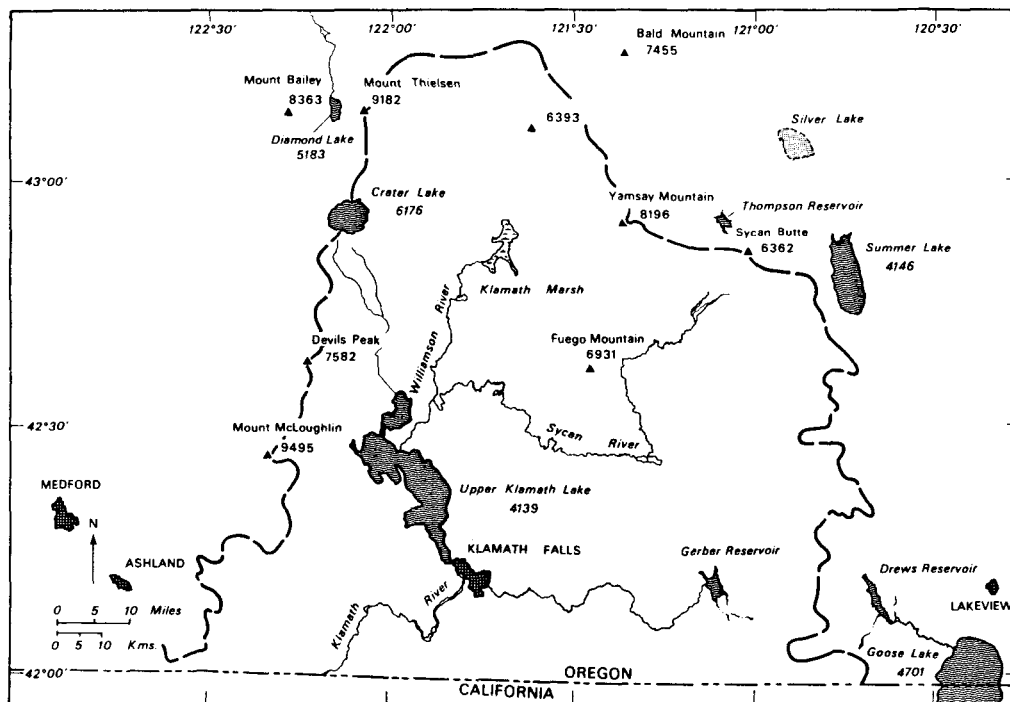 122°30'
122°00'
121°30'
121°00'
120°30'
Bald Mountain
7455
Mount Bailey
8363
Mount Thielsen
9182
Diamond Lake
5183
6393
Silver Lake
43°00'
Crater Lake
6176
Yamsay Mountain
8196
Thompson Reservoir
Sycan Butte
6362
Summer Lake
4146
Klamath Marsh
Williamson River
Devils Peak
7582
Fuego Mountain
6931
42°30'
Mount McLoughlin
9495
Sycan River
MEDFORD
N
Upper Klamath Lake
4139
ASHLAND
KLAMATH FALLS
Gerber Reservoir
Drews Reservoir
LAKEVIEW
0 5 10 Miles
0 5 10 Kms.
Klamath River
Goose Lake
4701
42°00'
OREGON
CALIFORNIA